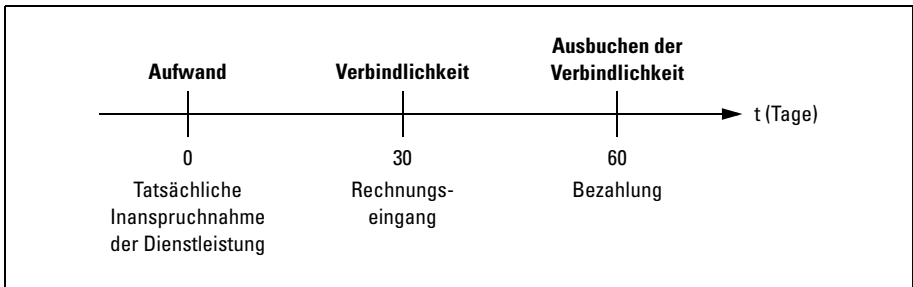 Aufwand
Verbindlichkeit
Ausbuchen der
Verbindlichkeit
t (Tage)
0
30
60
Tatsächliche
Inanspruchnahme
der Dienstleistung
Rechnungs-
eingang
Bezahlung